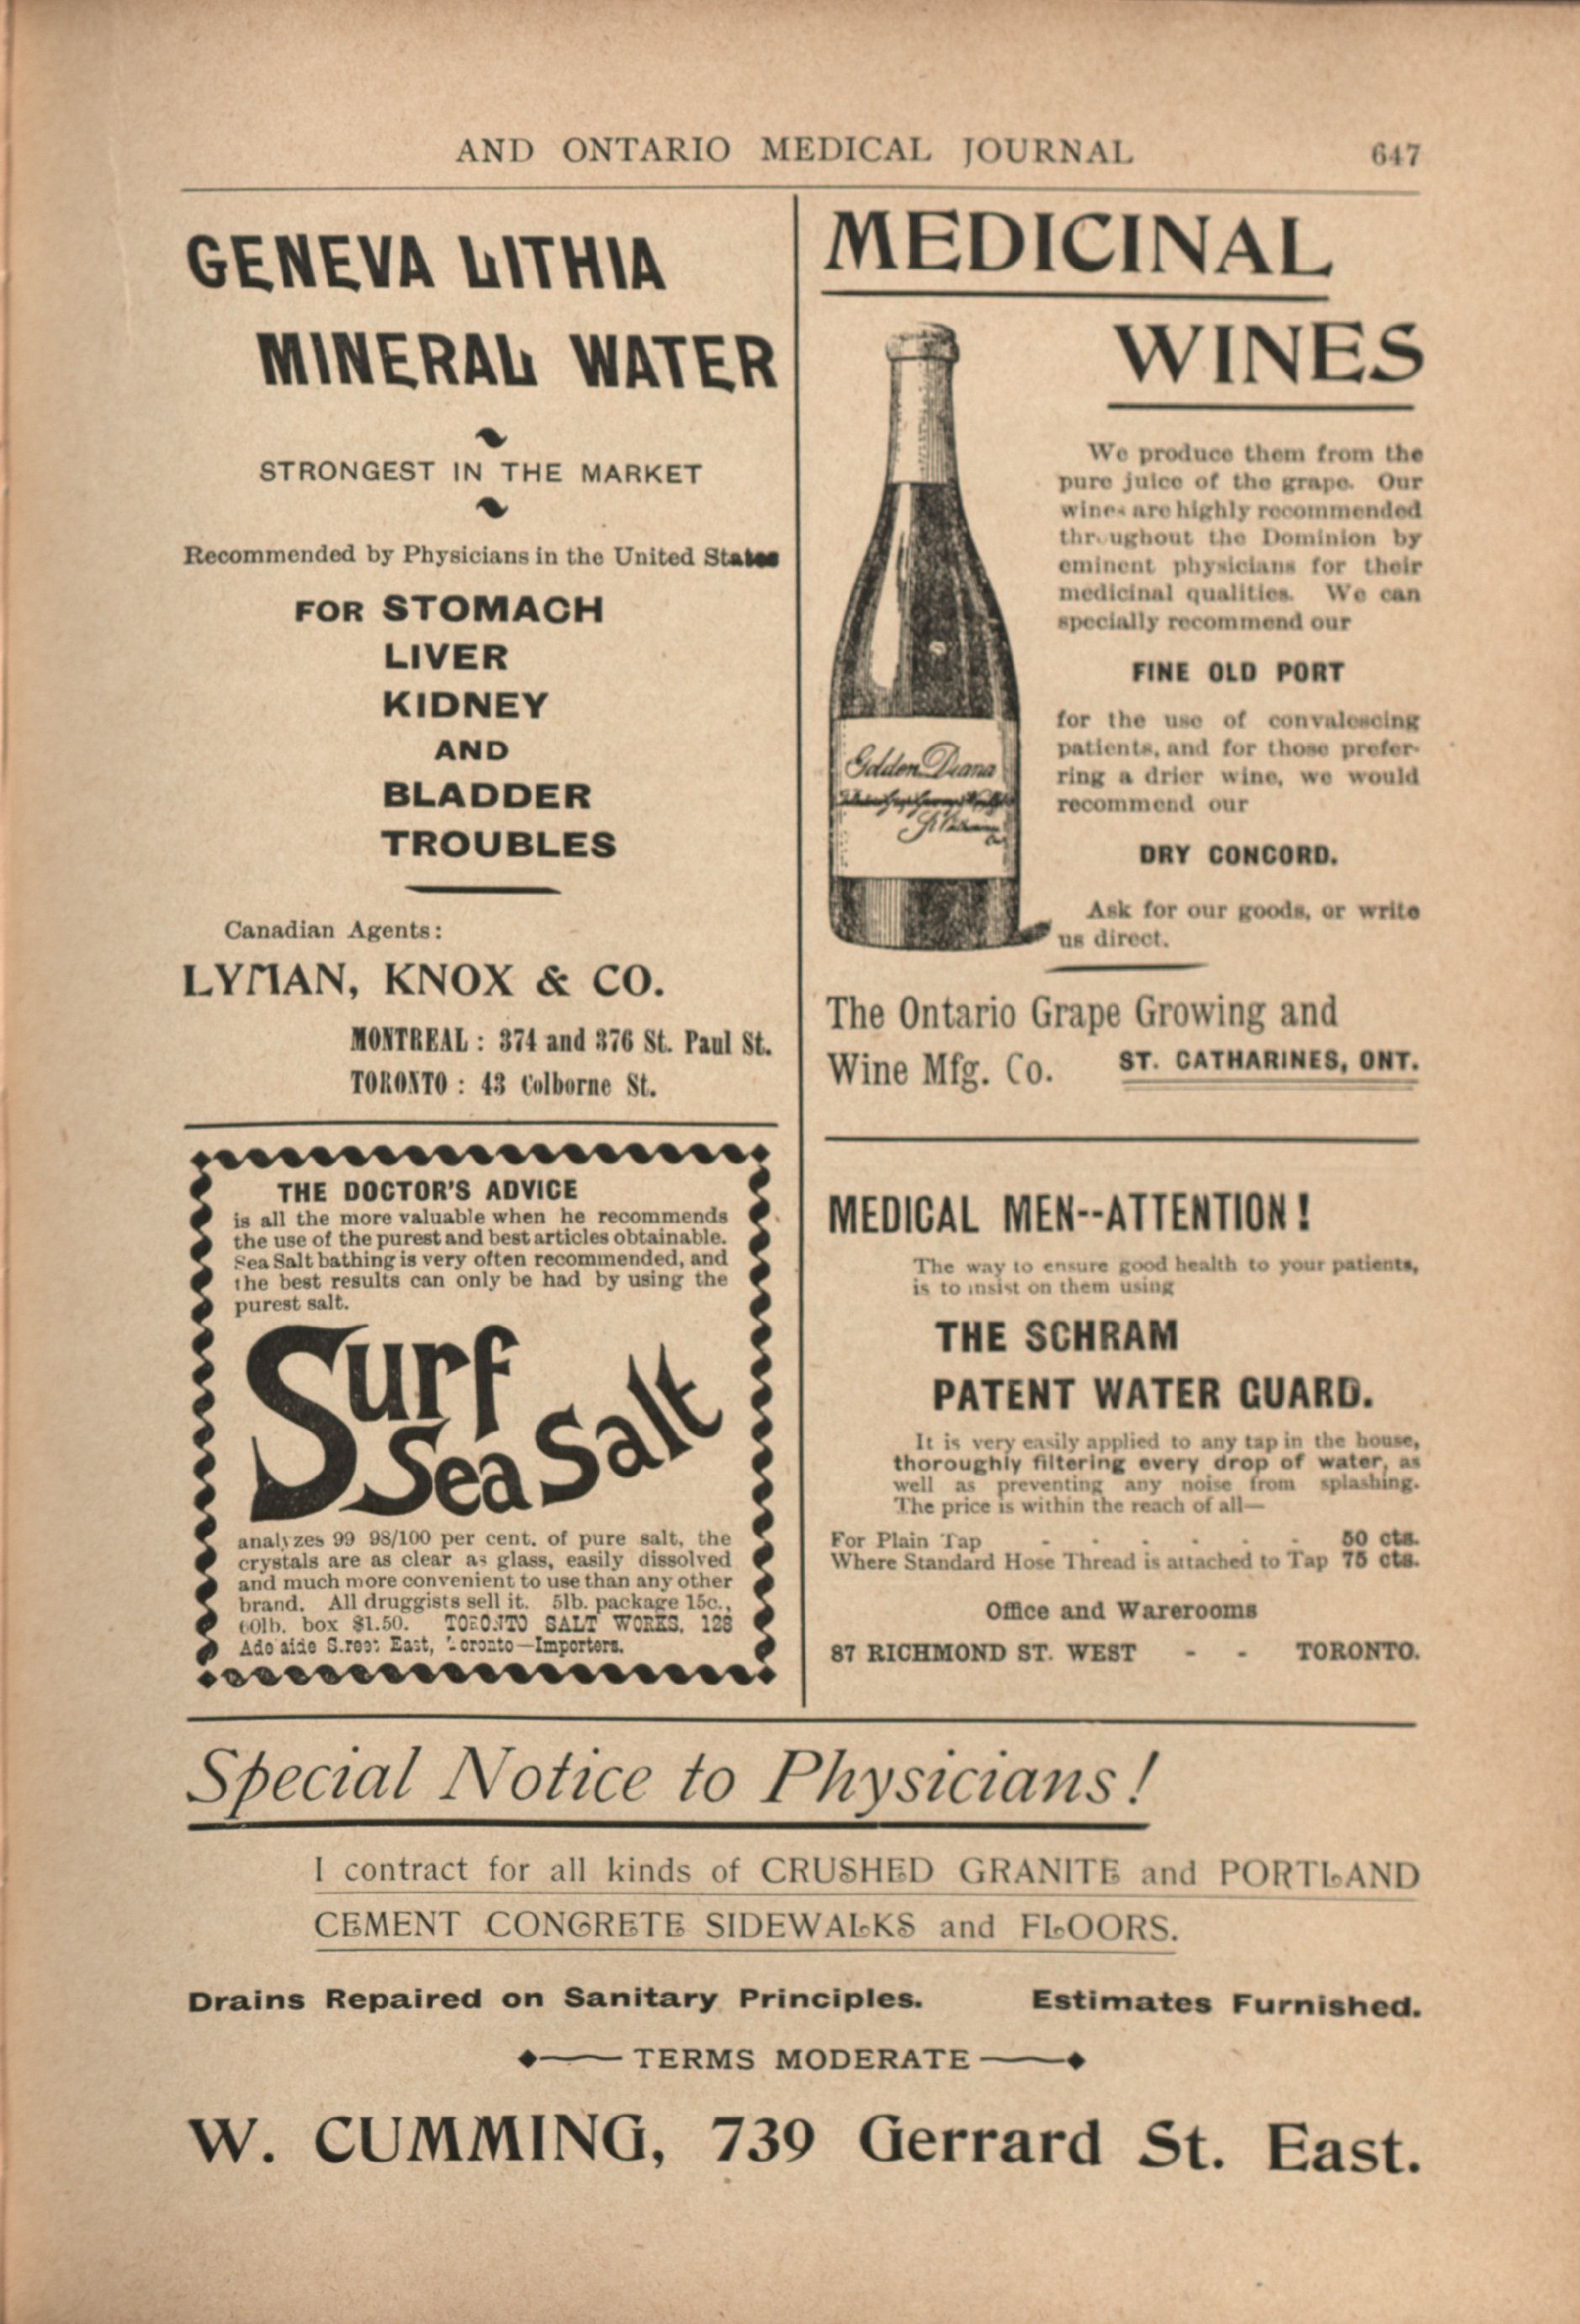 AND ONTARIO MEDICAL JOURNAL 647
GENEVA LITHIA
MINERAL WATER
STRONGEST IN THE MARKET
Recommended by Physicians in the United States
FOR STOMACH
LIVER
KIDNEY
AND
BLADDER
TROUBLES
Canadian Agents:
LYMAN, KNOX & CO.
MONTREAL : 374 and 376 St. Paul St.
TORONTO : 43 Colborne St.
THE DOCTOR'S ADVICE
is all the more valuable when he recommends
the use of the purest and best articles obtainable.
Sea Salt bathing is very often recommended, and
the best results can only be had by using the
purest salt.
Surf
Sea Salt
analyzes 99 98/100 per cent. of pure salt, the
crystals are as clear as glass, easily dissolved
and much more convenient to use than any other
brand. All druggists sell it. 5lb. package 15c.,
60lb. box $1.50. TORONTO SALT WORKS, 128
Adelaide Street East, Toronto—Importers.
MEDICINAL
WINES
We produce them from the
pure juice of the grape. Our
wines are highly recommended
throughout the Dominion by
eminent physicians for their
medicinal qualities. We can
specially recommend our
FINE OLD PORT
for the use of convalescing
patients, and for those prefer-
ring a drier wine, we would
recommend our
DRY CONCORD.
Ask for our goods, or write
us direct.
Golden Diana
The Ontario Grape Growing and
Wine Mfg. Co. ST. CATHARINES, ONT.
MEDICAL MEN--ATTENTION!
The way to ensure good health to your patients,
is to insist on them using
THE SCHRAM
PATENT WATER GUARD.
It is very easily applied to any tap in the house,
thoroughly filtering every drop of water, as
well as preventing any noise from splashing.
The price is within the reach of all—
For Plain Tap - - - - - 50 cts.
Where Standard Hose Thread is attached to Tap 75 cts.
Office and Warerooms
87 RICHMOND ST. WEST - - TORONTO.
Special Notice to Physicians!
I contract for all kinds of CRUSHED GRANITE and PORTLAND
CEMENT CONGRETE SIDEWALKS and FLOORS.
Drains Repaired on Sanitary Principles. Estimates Furnished.
TERMS MODERATE
W. CUMMING, 739 Gerrard St. East.